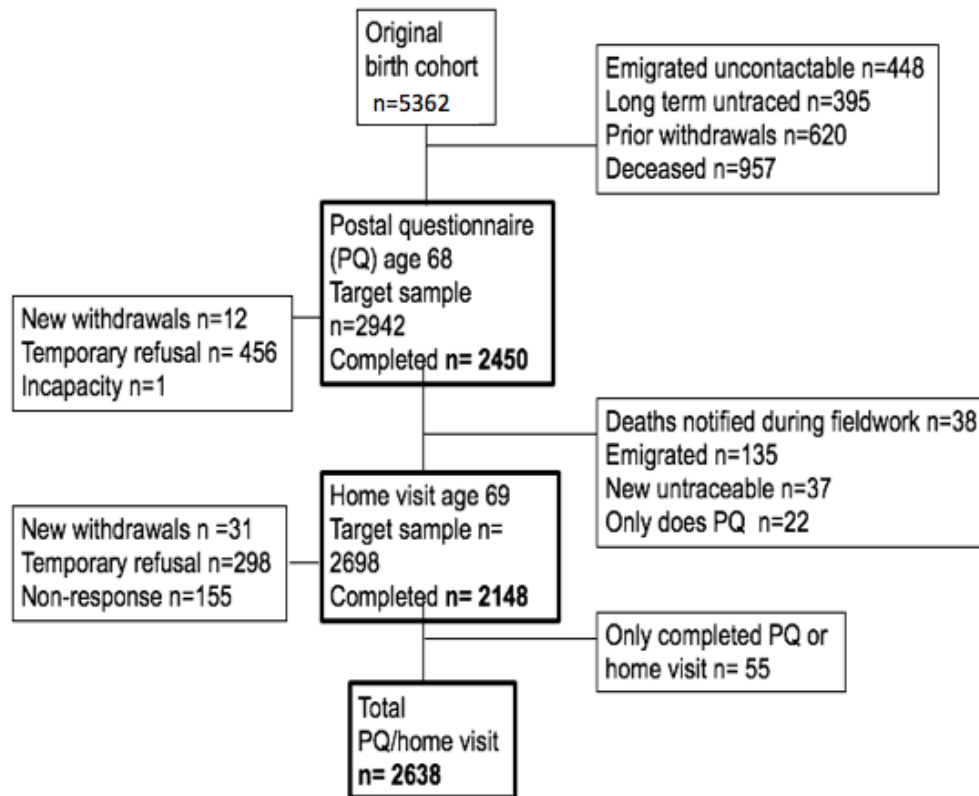 Original
birth cohort
n=5362
Emigrated uncontactable n=448
Long term untraced n=395
Prior withdrawals n=620
Deceased n=957
Postal questionnaire
(PQ) age 68
Target sample
n=2942
Completed n= 2450
New withdrawals n=12
Temporary refusal n= 456
Incapacity n=1
Deaths notified during fieldwork n=38
Emigrated n=135
New untraceable n=37
Only does PQ n=22
Home visit age 69
Target sample n=
2698
Completed n= 2148
New withdrawals n =31
Temporary refusal n=298
Non-response n=155
Only completed PQ or
home visit n= 55
Total
PQ/home visit
n= 2638